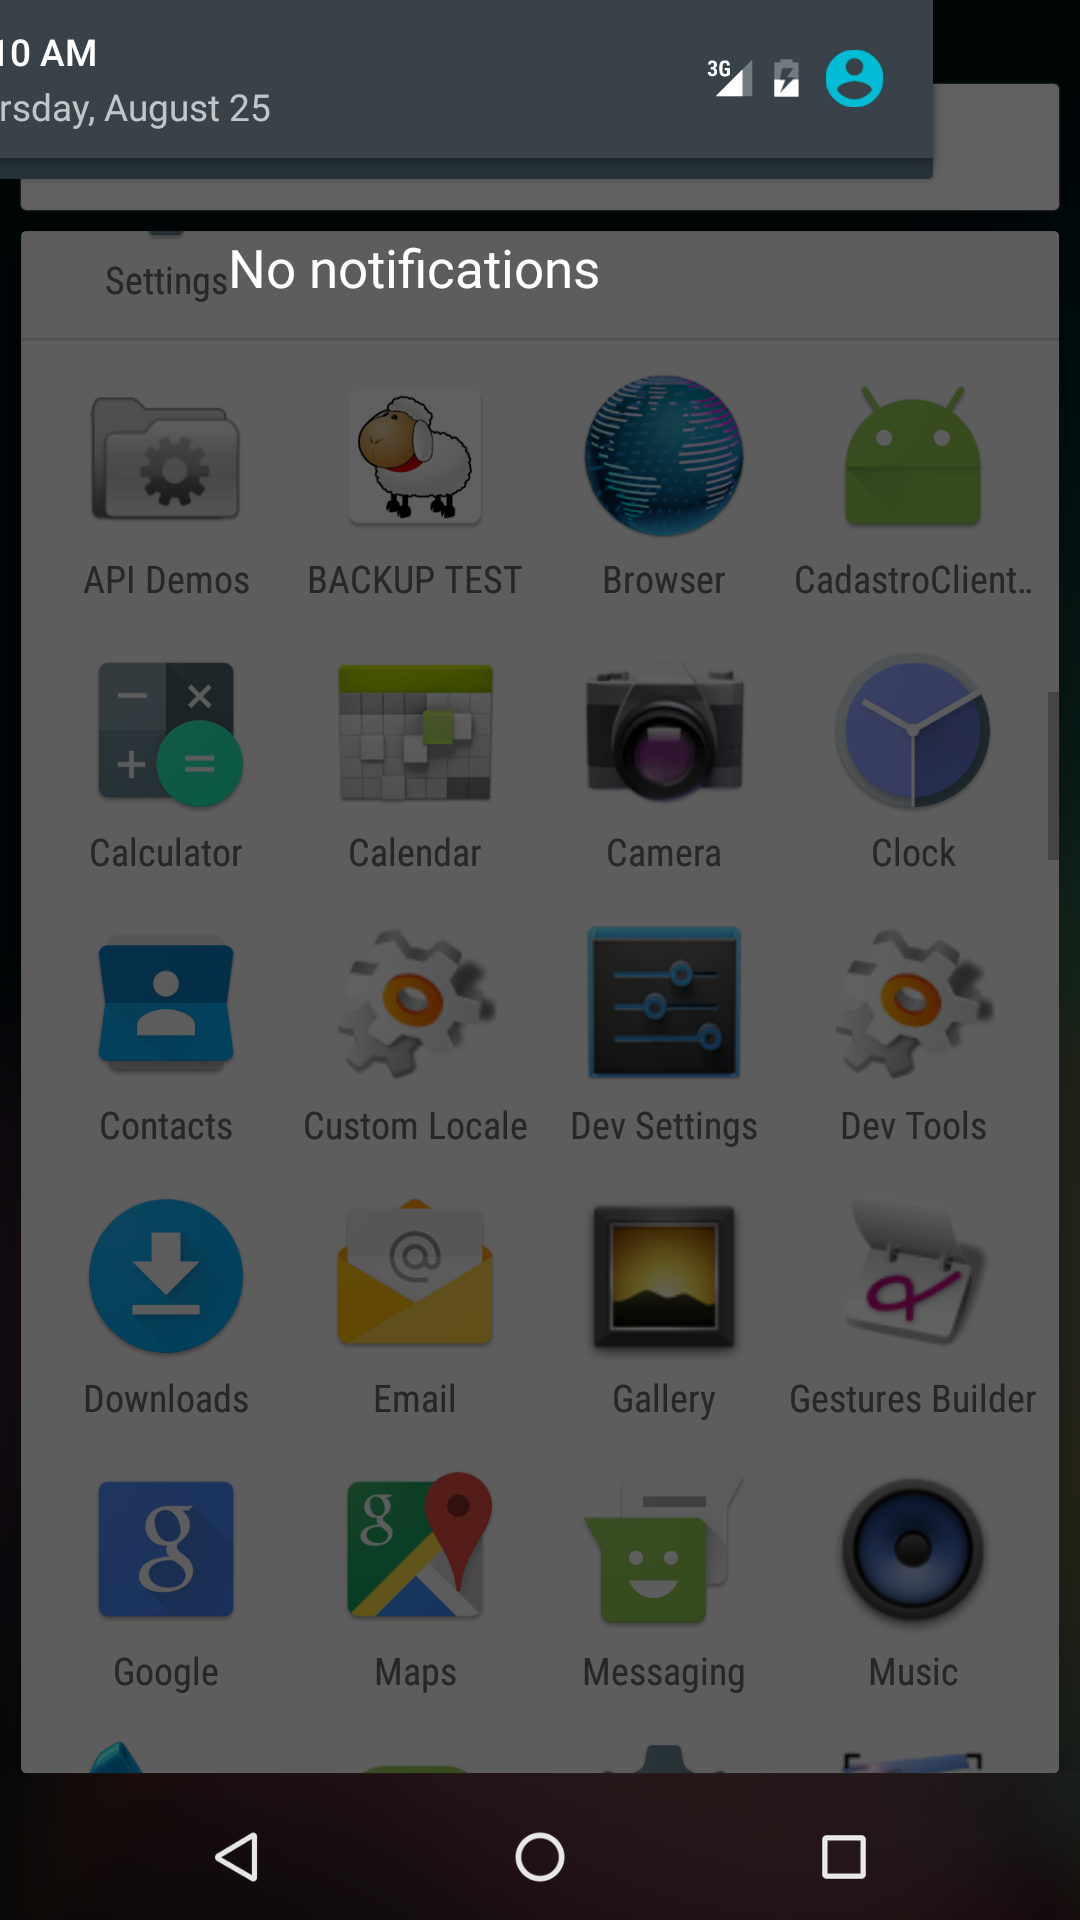 10 AM
3G
rsday, August 25
Settings
No notifications
API Demos
BACKUP TEST
Browser
CadastroClient..
Calculator
Calendar
Camera
Clock
Contacts
Custom Locale
Dev Settings
Dev Tools
Downloads
Email
Gallery
Gestures Builder
Google
Maps
Messaging
Music